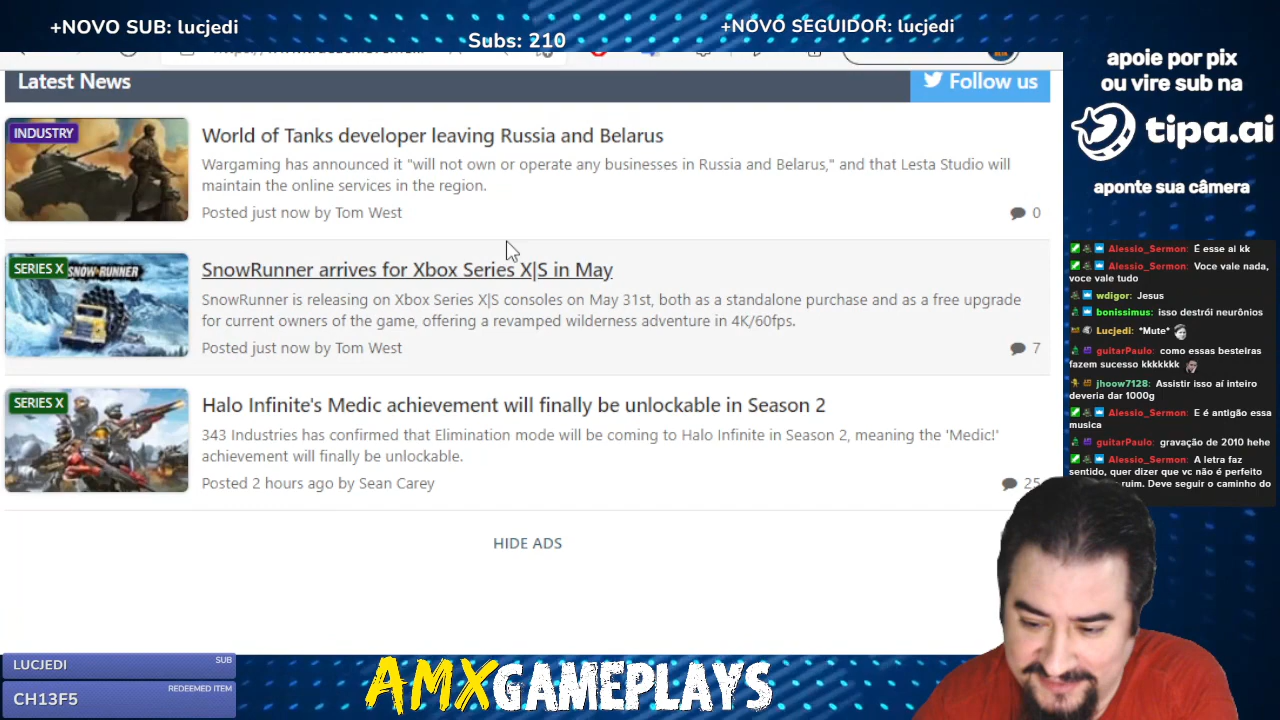 +NOVO SUB: lucjedi
Subs: 210
+NOVO SEGUIDOR: lucjedi
apoie por pix
ou vire sub na
tipa.ai
aponte sua câmera
Latest News
Follow us
INDUSTRY
World of Tanks developer leaving Russia and Belarus
Wargaming has announced it "will not own or operate any businesses in Russia and Belarus," and that Lesta Studio will
maintain the online services in the region.
Posted just now by Tom West
0
SERIES X
SNOWRUNNER
SnowRunner arrives for Xbox Series X|S in May
SnowRunner is releasing on Xbox Series X|S consoles on May 31st, both as a standalone purchase and as a free upgrade
for current owners of the game, offering a revamped wilderness adventure in 4K/60fps.
Posted just now by Tom West
7
SERIES X
Halo Infinite's Medic achievement will finally be unlockable in Season 2
343 Industries has confirmed that Elimination mode will be coming to Halo Infinite in Season 2, meaning the 'Medic!'
achievement will finally be unlockable.
Posted 2 hours ago by Sean Carey
25
HIDE ADS
Alessio_Sermon: É esse ai kk
Alessio_Sermon: Voce vale nada,
voce vale tudo
wdigor: Jesus
bonissimus: isso destrói neurônios
Lucjedi: *Mute*
guitarPaulo: como essas besteiras
fazem sucesso kkkkkkk
jhoow7128: Assistir isso aí inteiro
deveria dar 1000g
Alessio_Sermon: E é antigão essa
musica
guitarPaulo: gravação de 2010 hehe
Alessio_Sermon: A letra faz
sentido, quer dizer que vc não é perfeito
ruim. Deve seguir o caminho do
LUCJEDI
SUB
CH13F5
REDEEMED ITEM
AMXGAMEPLAYS